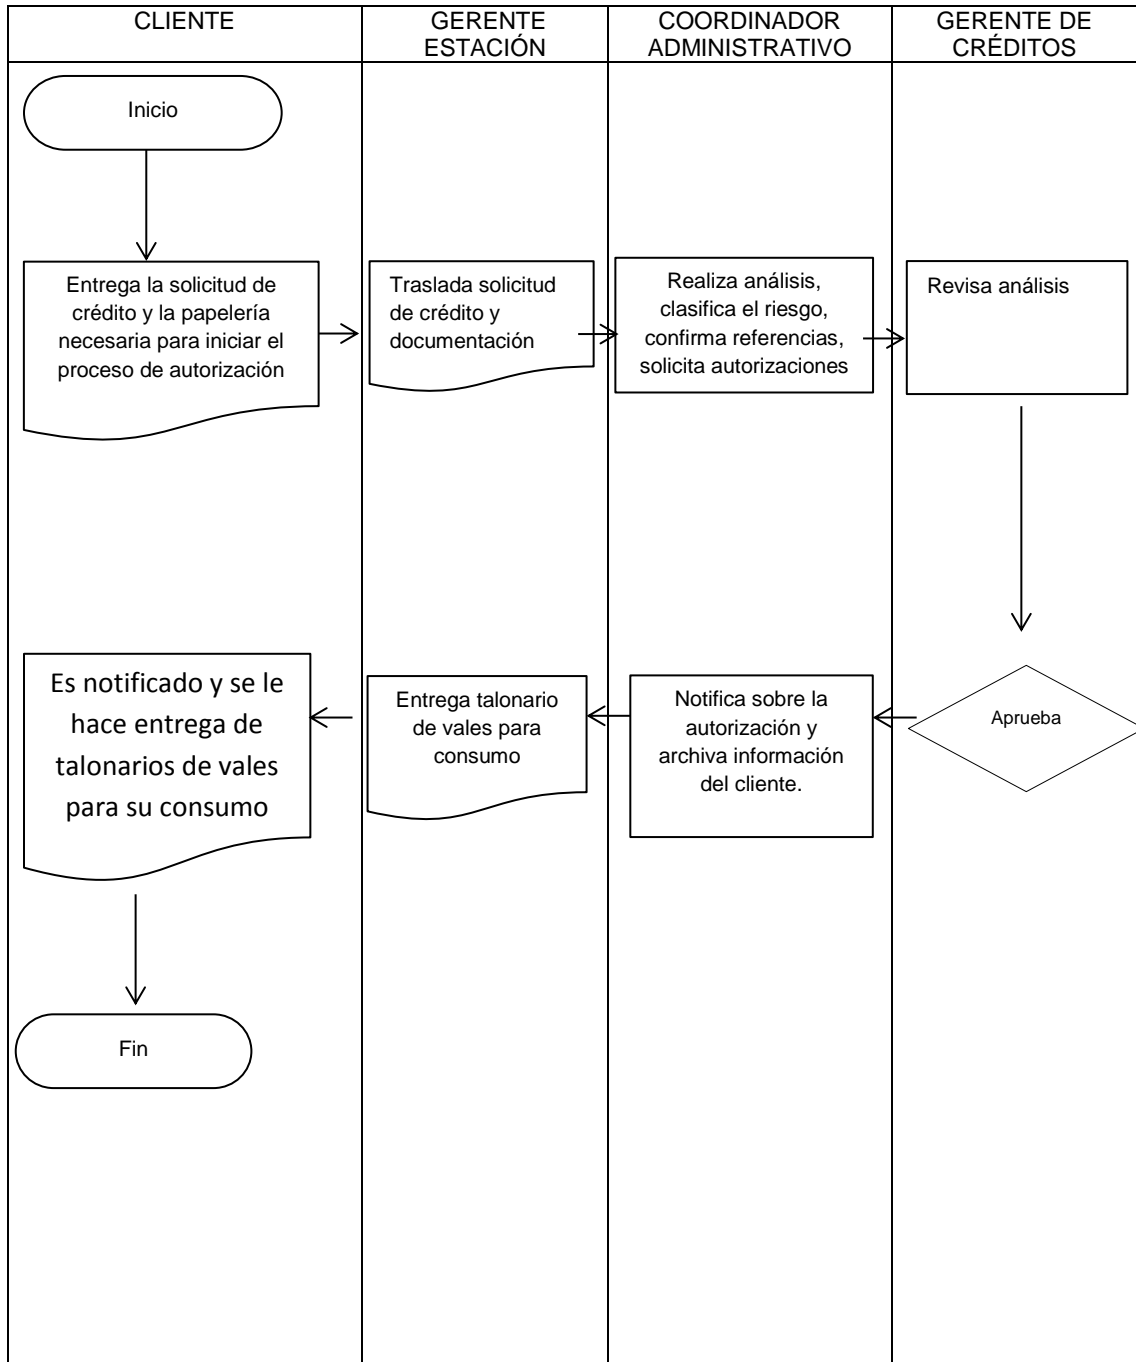 CLIENTE
GERENTE
ESTACIÓN
COORDINADOR
ADMINISTRATIVO
GERENTE DE
CRÉDITOS
Inicio
Entrega la solicitud de
crédito y la papelería
necesaria para iniciar el
proceso de autorización
Traslada solicitud
de crédito y
documentación
Realiza análisis,
clasifica el riesgo,
confirma referencias,
solicita autorizaciones
Revisa análisis
Es notificado y se le
hace entrega de
talonarios de vales
para su consumo
Entrega talonario
de vales para
consumo
Notifica sobre la
autorización y
archiva información
del cliente.
Aprueba
Fin